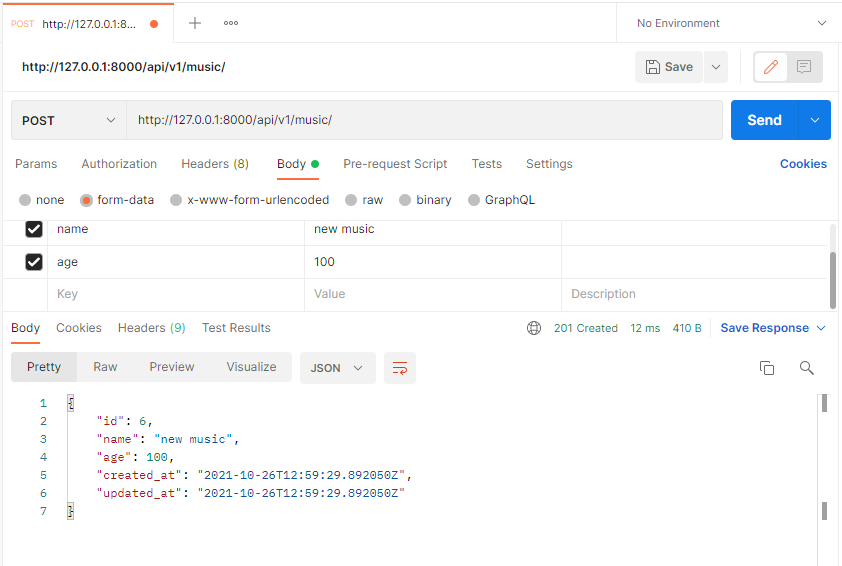 POST http://127.0.0.1:8... No Environment
http://127.0.0.1:8000/api/v1/music/ Save
POST http://127.0.0.1:8000/api/v1/music/ Send
Params Authorization Headers (8) Body Pre-request Script Tests Settings Cookies
none form-data x-www-form-urlencoded raw binary GraphQL
name new music
age 100
Key Value Description
Body Cookies Headers (9) Test Results 201 Created 12 ms 410 B Save Response
Pretty Raw Preview Visualize JSON
1 {
2 "id": 6,
3 "name": "new music",
4 "age": 100,
5 "created_at": "2021-10-26T12:59:29.892050Z",
6 "updated_at": "2021-10-26T12:59:29.892050Z"
7 }